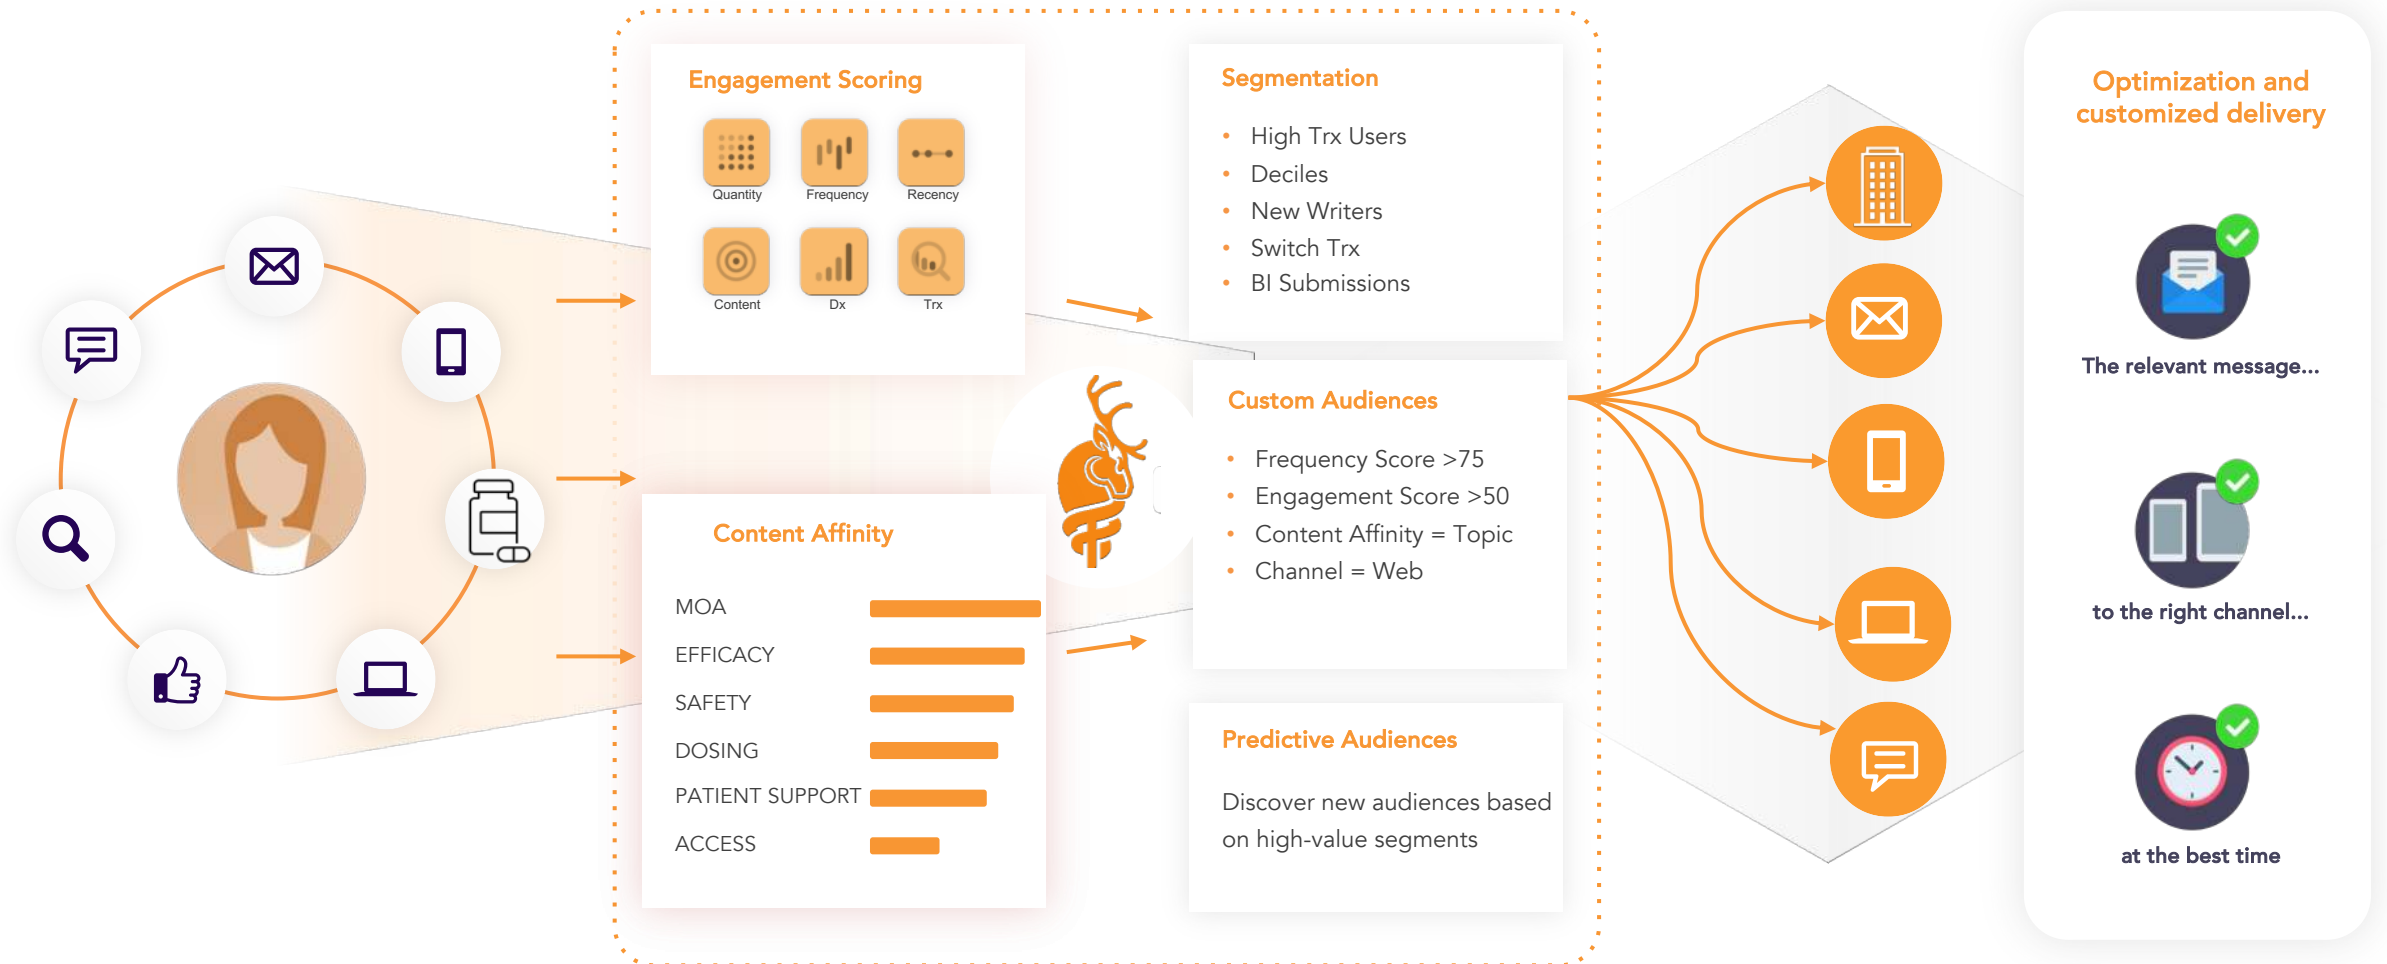 Engagement Scoring
Quantity
Frequency
Recency
Content
Dx
Trx
Content Affinity
MOA
EFFICACY
SAFETY
DOSING
PATIENT SUPPORT
ACCESS
Segmentation
• High Trx Users
• Deciles
• New Writers
• Switch Trx
• BI Submissions
Custom Audiences
• Frequency Score >75
• Engagement Score >50
• Content Affinity = Topic
• Channel = Web
Predictive Audiences
Discover new audiences based
on high-value segments
Optimization and
customized delivery
The relevant message...
to the right channel...
at the best time